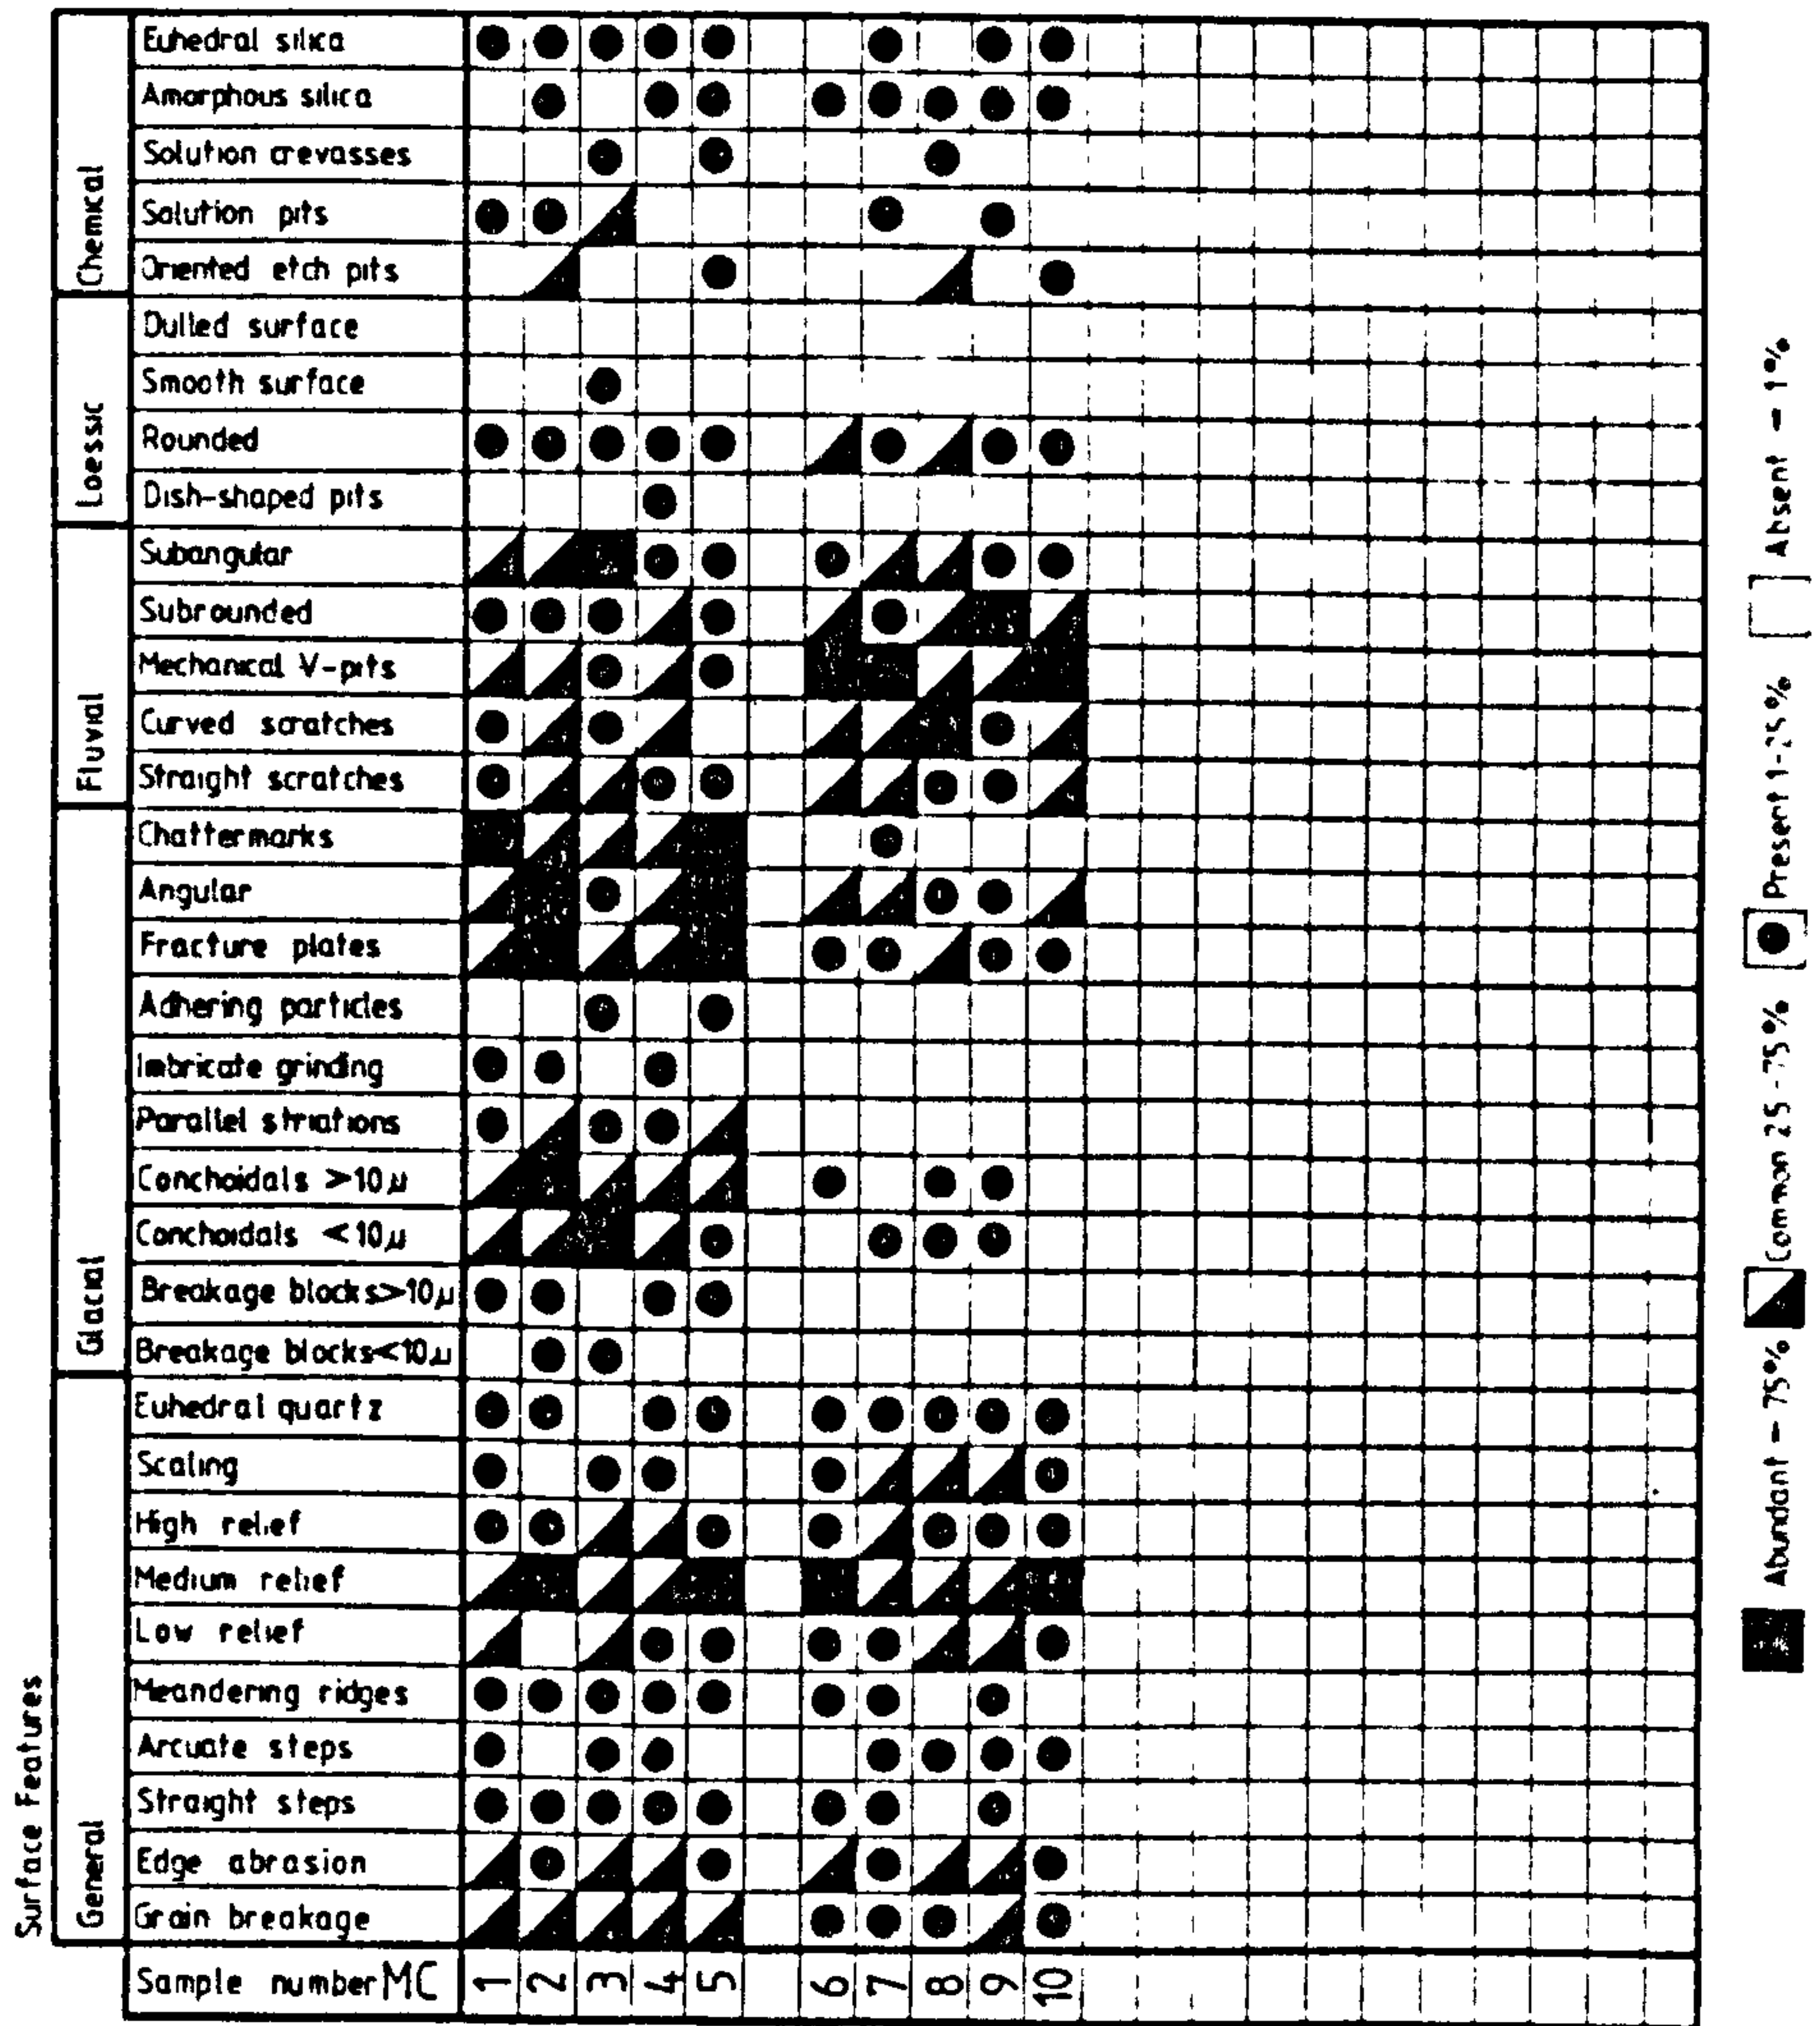 Surface Features
Chemical
Euhedral silica
Amorphous silica
Solution crevasses
Solution pits
Oriented etch pits
Loessic
Dulled surface
Smooth surface
Rounded
Dish-shaped pits
Fluvial
Subangular
Subrounded
Mechanical V-pits
Curved scratches
Straight scratches
Glacial
Chattermarks
Angular
Fracture plates
Adhering particles
Imbricate grinding
Parallel striations
Conchoidals >10µ
Conchoidals <10µ
Breakage blocks>10µ
Breakage blocks<10µ
General
Euhedral quartz
Scaling
High relief
Medium relief
Low relief
Meandering ridges
Arcuate steps
Straight steps
Edge abrasion
Grain breakage
Sample number MC 1 2 3 4 5 6 7 8 9 10
Abundant - 75% Common 25-75% Present 1-25% Absent - 1%